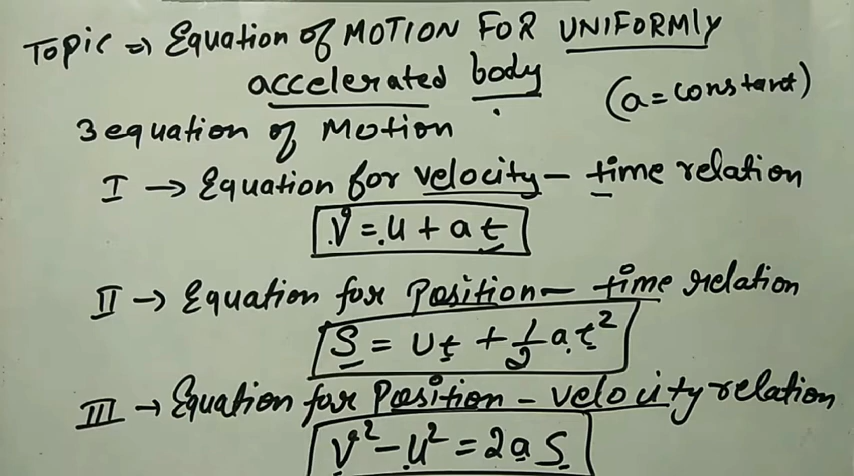 Topic ⇒ Equation of MOTION FOR UNIFORMLY
accelerated body (a = constant)
3 equation of Motion
I → Equation for velocity – time relation
V = u + at
II → Equation for Position – time relation
S = ut + 1/2 at²
III → Equation for Position – velocity relation
V² – u² = 2aS